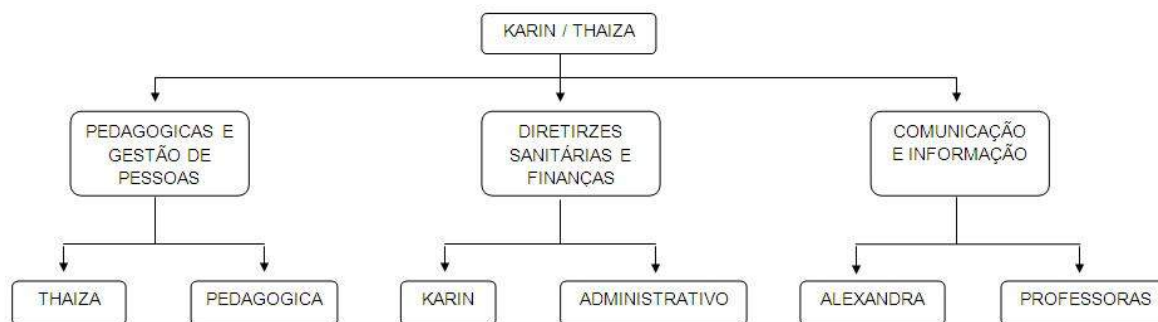 KARIN / THAIZA
PEDAGOGICAS E
GESTÃO DE
PESSOAS
DIRETIRZES
SANITÁRIAS E
FINANÇAS
COMUNICAÇÃO
E INFORMAÇÃO
THAIZA
PEDAGOGICA
KARIN
ADMINISTRATIVO
ALEXANDRA
PROFESSORAS